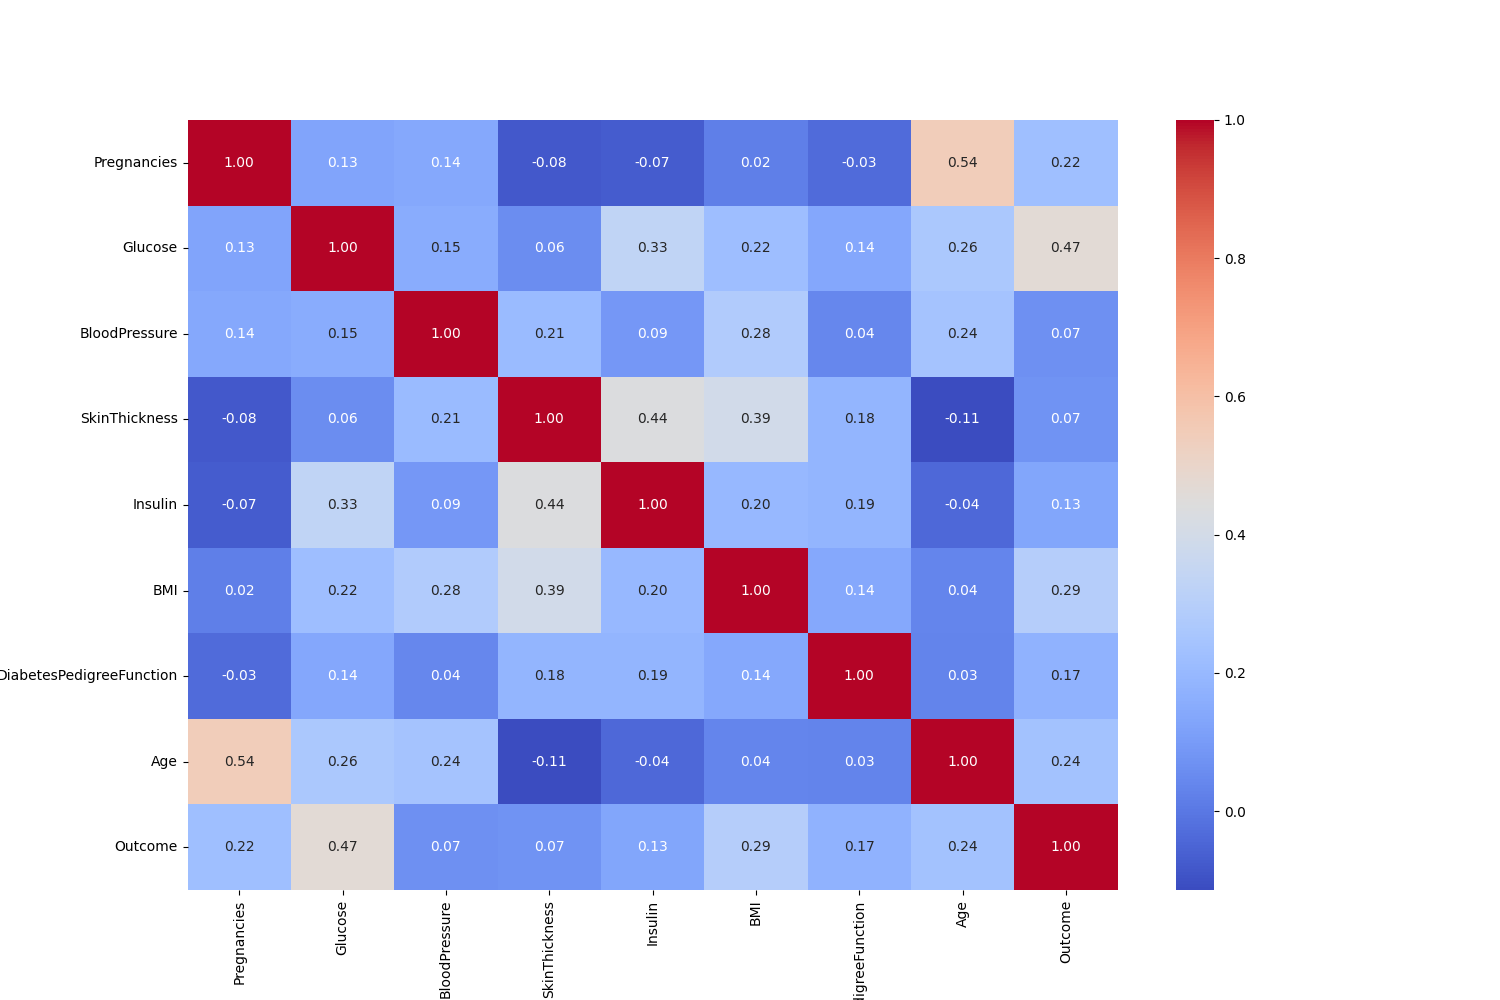 Pregnancies 1.00 0.13 0.14 -0.08 -0.07 0.02 -0.03 0.54 0.22
Glucose 0.13 1.00 0.15 0.06 0.33 0.22 0.14 0.26 0.47
BloodPressure 0.14 0.15 1.00 0.21 0.09 0.28 0.04 0.24 0.07
SkinThickness -0.08 0.06 0.21 1.00 0.44 0.39 0.18 -0.11 0.07
Insulin -0.07 0.33 0.09 0.44 1.00 0.20 0.19 -0.04 0.13
BMI 0.02 0.22 0.28 0.39 0.20 1.00 0.14 0.04 0.29
DiabetesPedigreeFunction -0.03 0.14 0.04 0.18 0.19 0.14 1.00 0.03 0.17
Age 0.54 0.26 0.24 -0.11 -0.04 0.04 0.03 1.00 0.24
Outcome 0.22 0.47 0.07 0.07 0.13 0.29 0.17 0.24 1.00
Pregnancies
Glucose
BloodPressure
SkinThickness
Insulin
BMI
digreeFunction
Age
Outcome
1.0
0.8
0.6
0.4
0.2
0.0